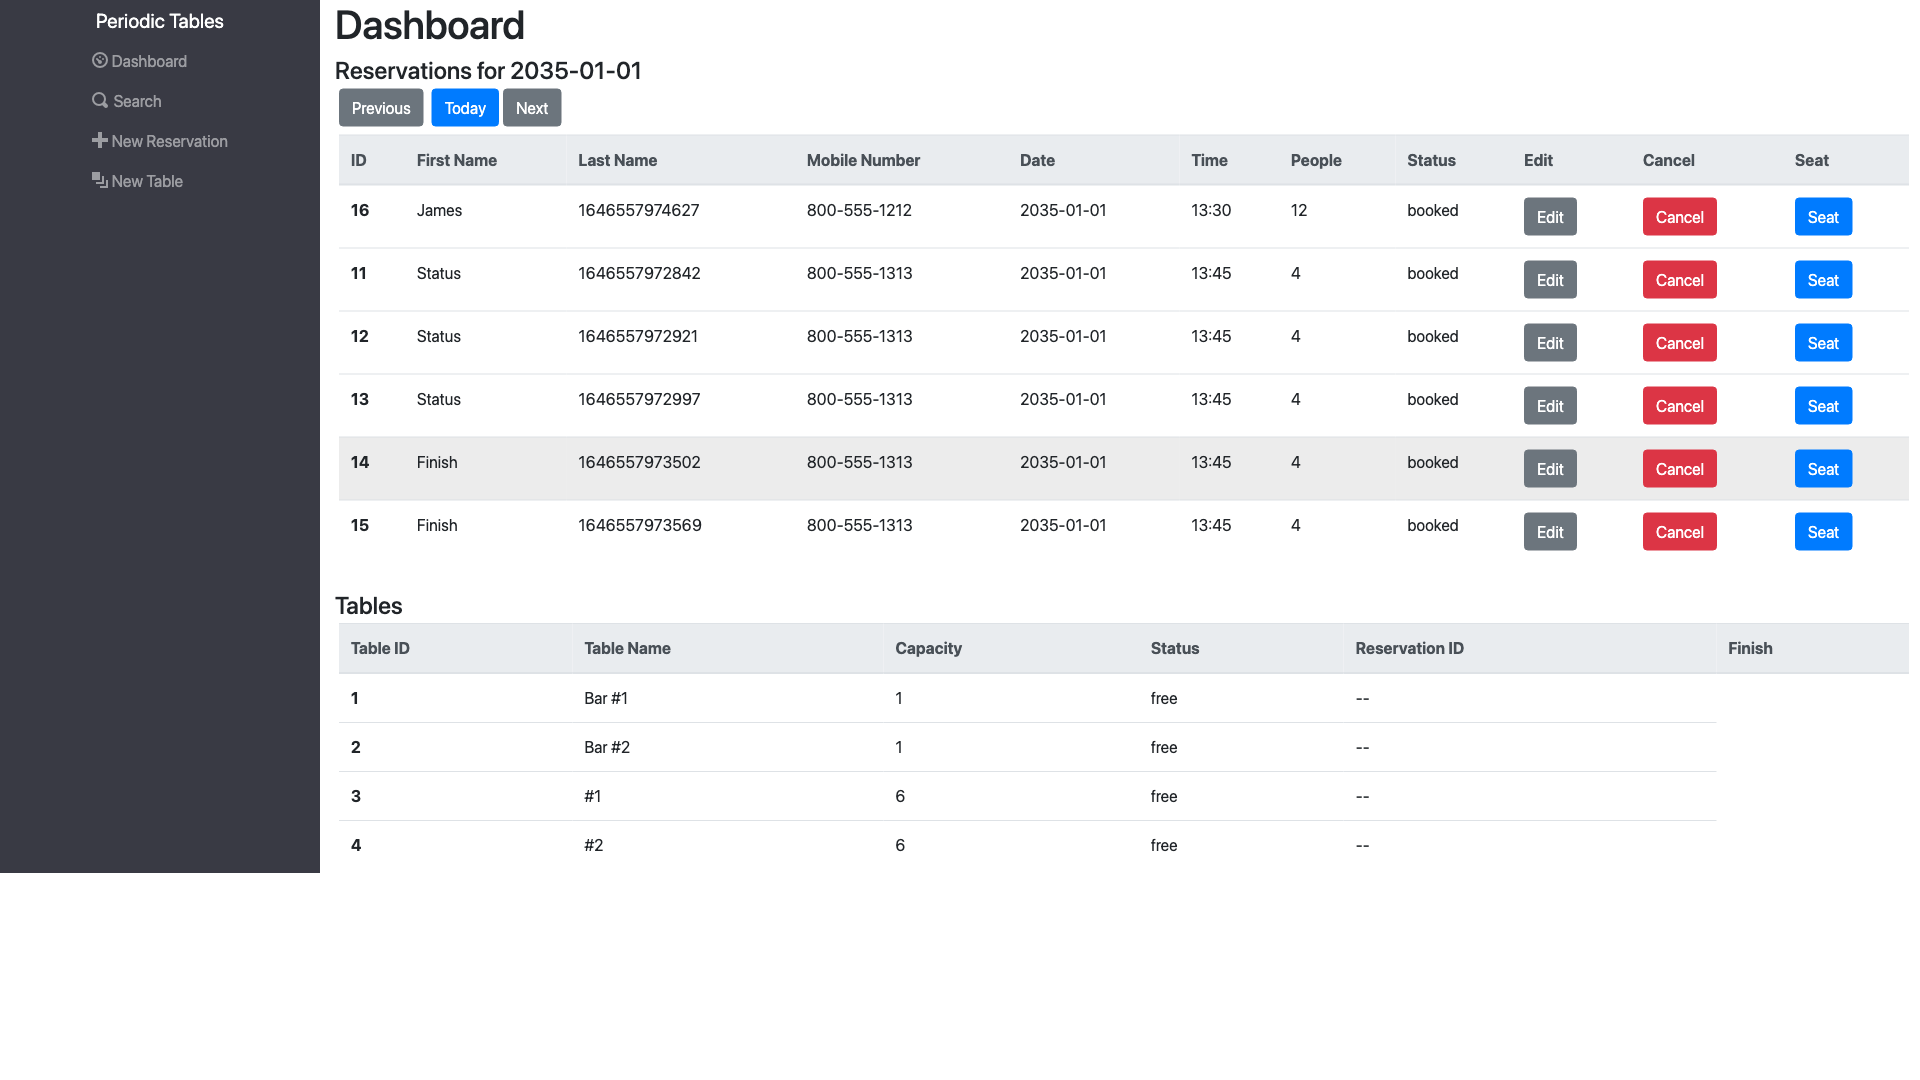 Periodic Tables
Dashboard
Search
New Reservation
New Table
Dashboard
Reservations for 2035-01-01
Previous Today Next
ID First Name Last Name Mobile Number Date Time People Status Edit Cancel Seat
16 James 1646557974627 800-555-1212 2035-01-01 13:30 12 booked Edit Cancel Seat
11 Status 1646557972842 800-555-1313 2035-01-01 13:45 4 booked Edit Cancel Seat
12 Status 1646557972921 800-555-1313 2035-01-01 13:45 4 booked Edit Cancel Seat
13 Status 1646557972997 800-555-1313 2035-01-01 13:45 4 booked Edit Cancel Seat
14 Finish 1646557973502 800-555-1313 2035-01-01 13:45 4 booked Edit Cancel Seat
15 Finish 1646557973569 800-555-1313 2035-01-01 13:45 4 booked Edit Cancel Seat
Tables
Table ID Table Name Capacity Status Reservation ID Finish
1 Bar #1 1 free --
2 Bar #2 1 free --
3 #1 6 free --
4 #2 6 free --